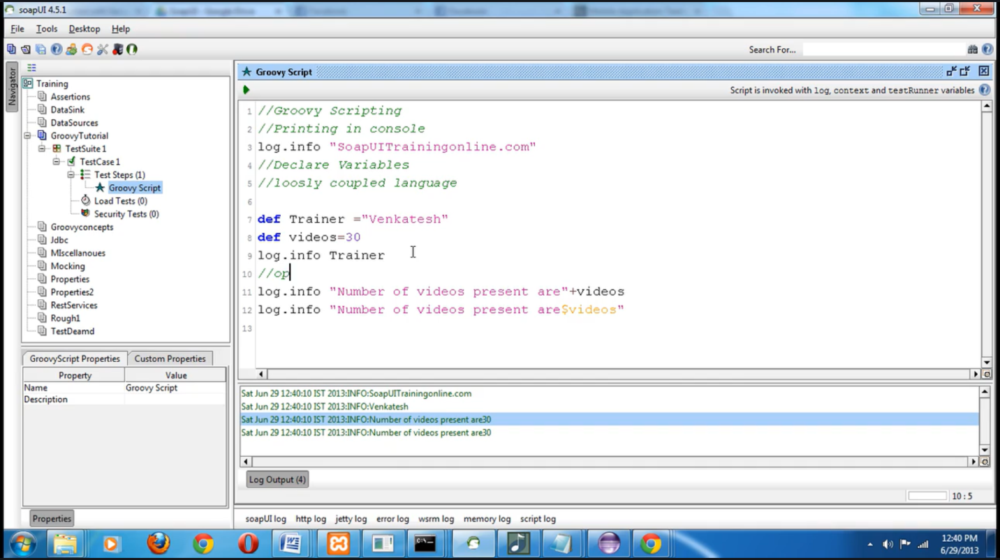 soapUI 4.5.1
File Tools Desktop Help
Search For...
Navigator
Training
Assertions
DataSink
DataSources
GroovyTutorial
TestSuite 1
TestCase 1
Test Steps (1)
Groovy Script
Load Tests (0)
Security Tests (0)
Groovyconcepts
Jdbc
MIscellanoues
Mocking
Properties
Properties2
RestServices
Rough1
TestDeamd
GroovyScript Properties Custom Properties
Property Value
Name Groovy Script
Description
Properties
Groovy Script
Script is invoked with log, context and testRunner variables
1 //Groovy Scripting
2 //Printing in console
3 log.info "SoapUITrainingonline.com"
4 //Declare Variables
5 //loosly coupled language
6
7 def Trainer ="Venkatesh"
8 def videos=30
9 log.info Trainer
10 //op
11 log.info "Number of videos present are"+videos
12 log.info "Number of videos present are$videos"
13
Sat Jun 29 12:40:10 IST 2013:INFO:SoapUITrainingonline.com
Sat Jun 29 12:40:10 IST 2013:INFO:Venkatesh
Sat Jun 29 12:40:10 IST 2013:INFO:Number of videos present are30
Sat Jun 29 12:40:10 IST 2013:INFO:Number of videos present are30
Log Output (4)
10 : 5
soapUI log http log jetty log error log wsrm log memory log script log
12:40 PM
6/29/2013